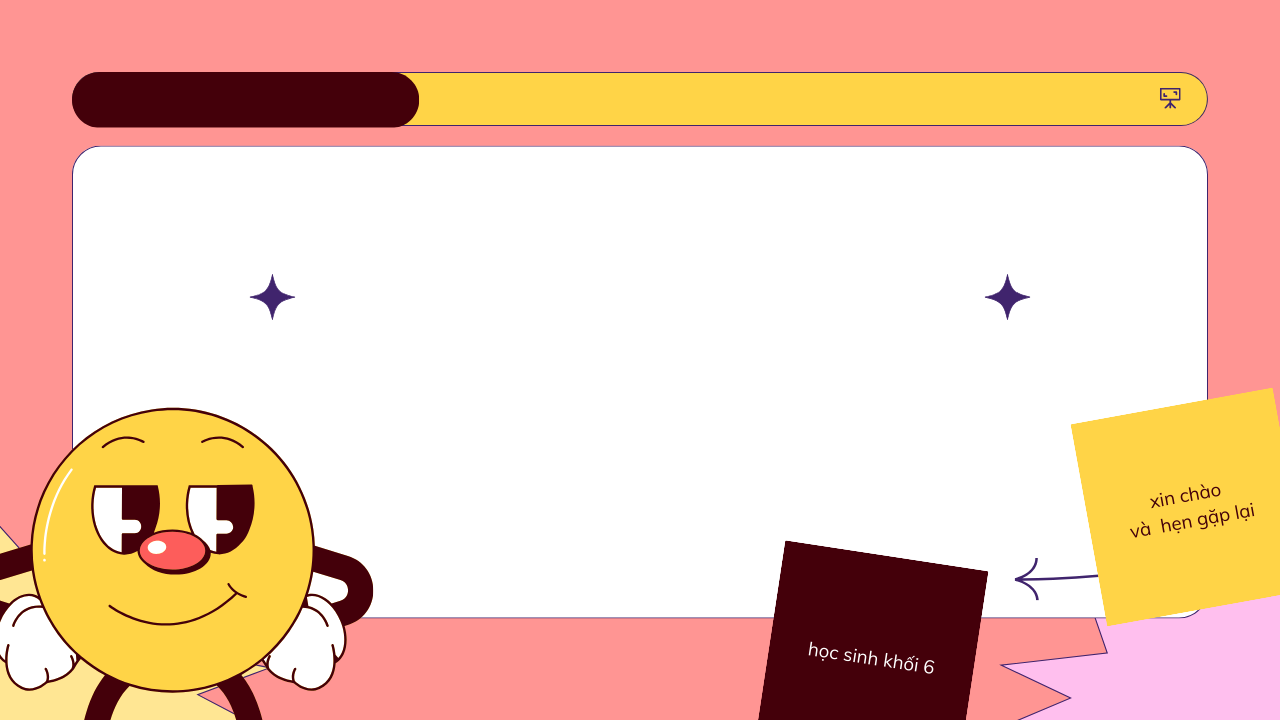 xin chào
và hẹn gặp lại
học sinh khối 6